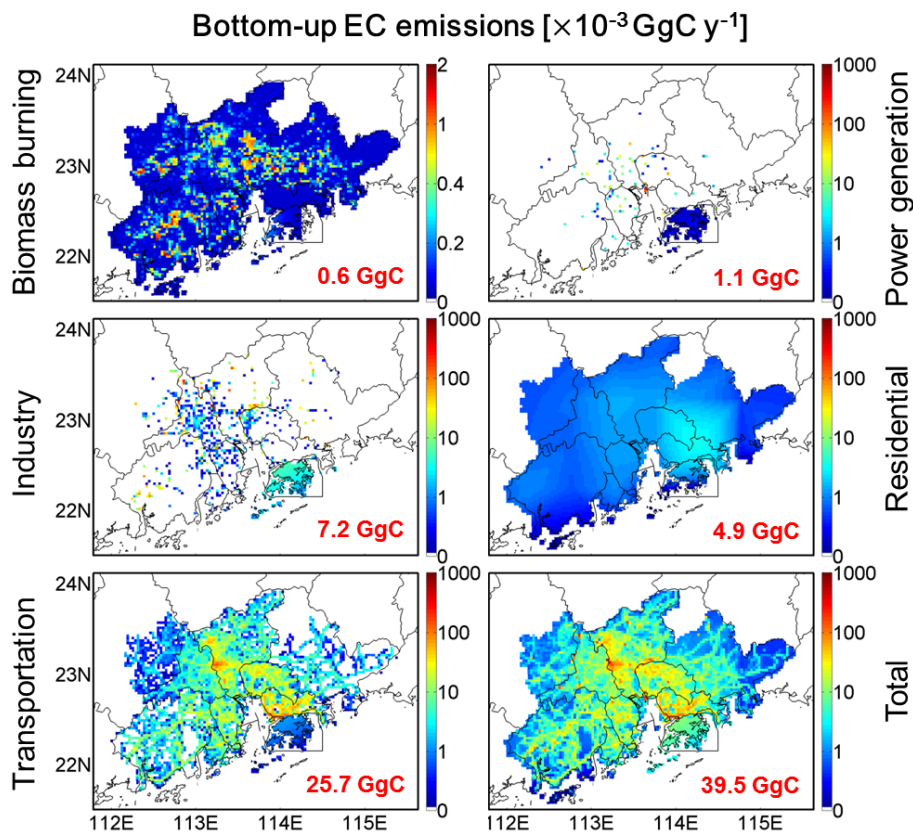 Bottom-up EC emissions [×10⁻³ GgC y⁻¹]
Biomass burning
24N
23N
22N
2
1
0.4
0.2
0
0.6 GgC
1000
100
10
1
0
1.1 GgC
Power generation
Industry
24N
23N
22N
1000
100
10
1
0
7.2 GgC
1000
100
10
1
0
4.9 GgC
Residential
Transportation
24N
23N
22N
112E 113E 114E 115E
1000
100
10
1
0
25.7 GgC
112E 113E 114E 115E
1000
100
10
1
0
39.5 GgC
Total